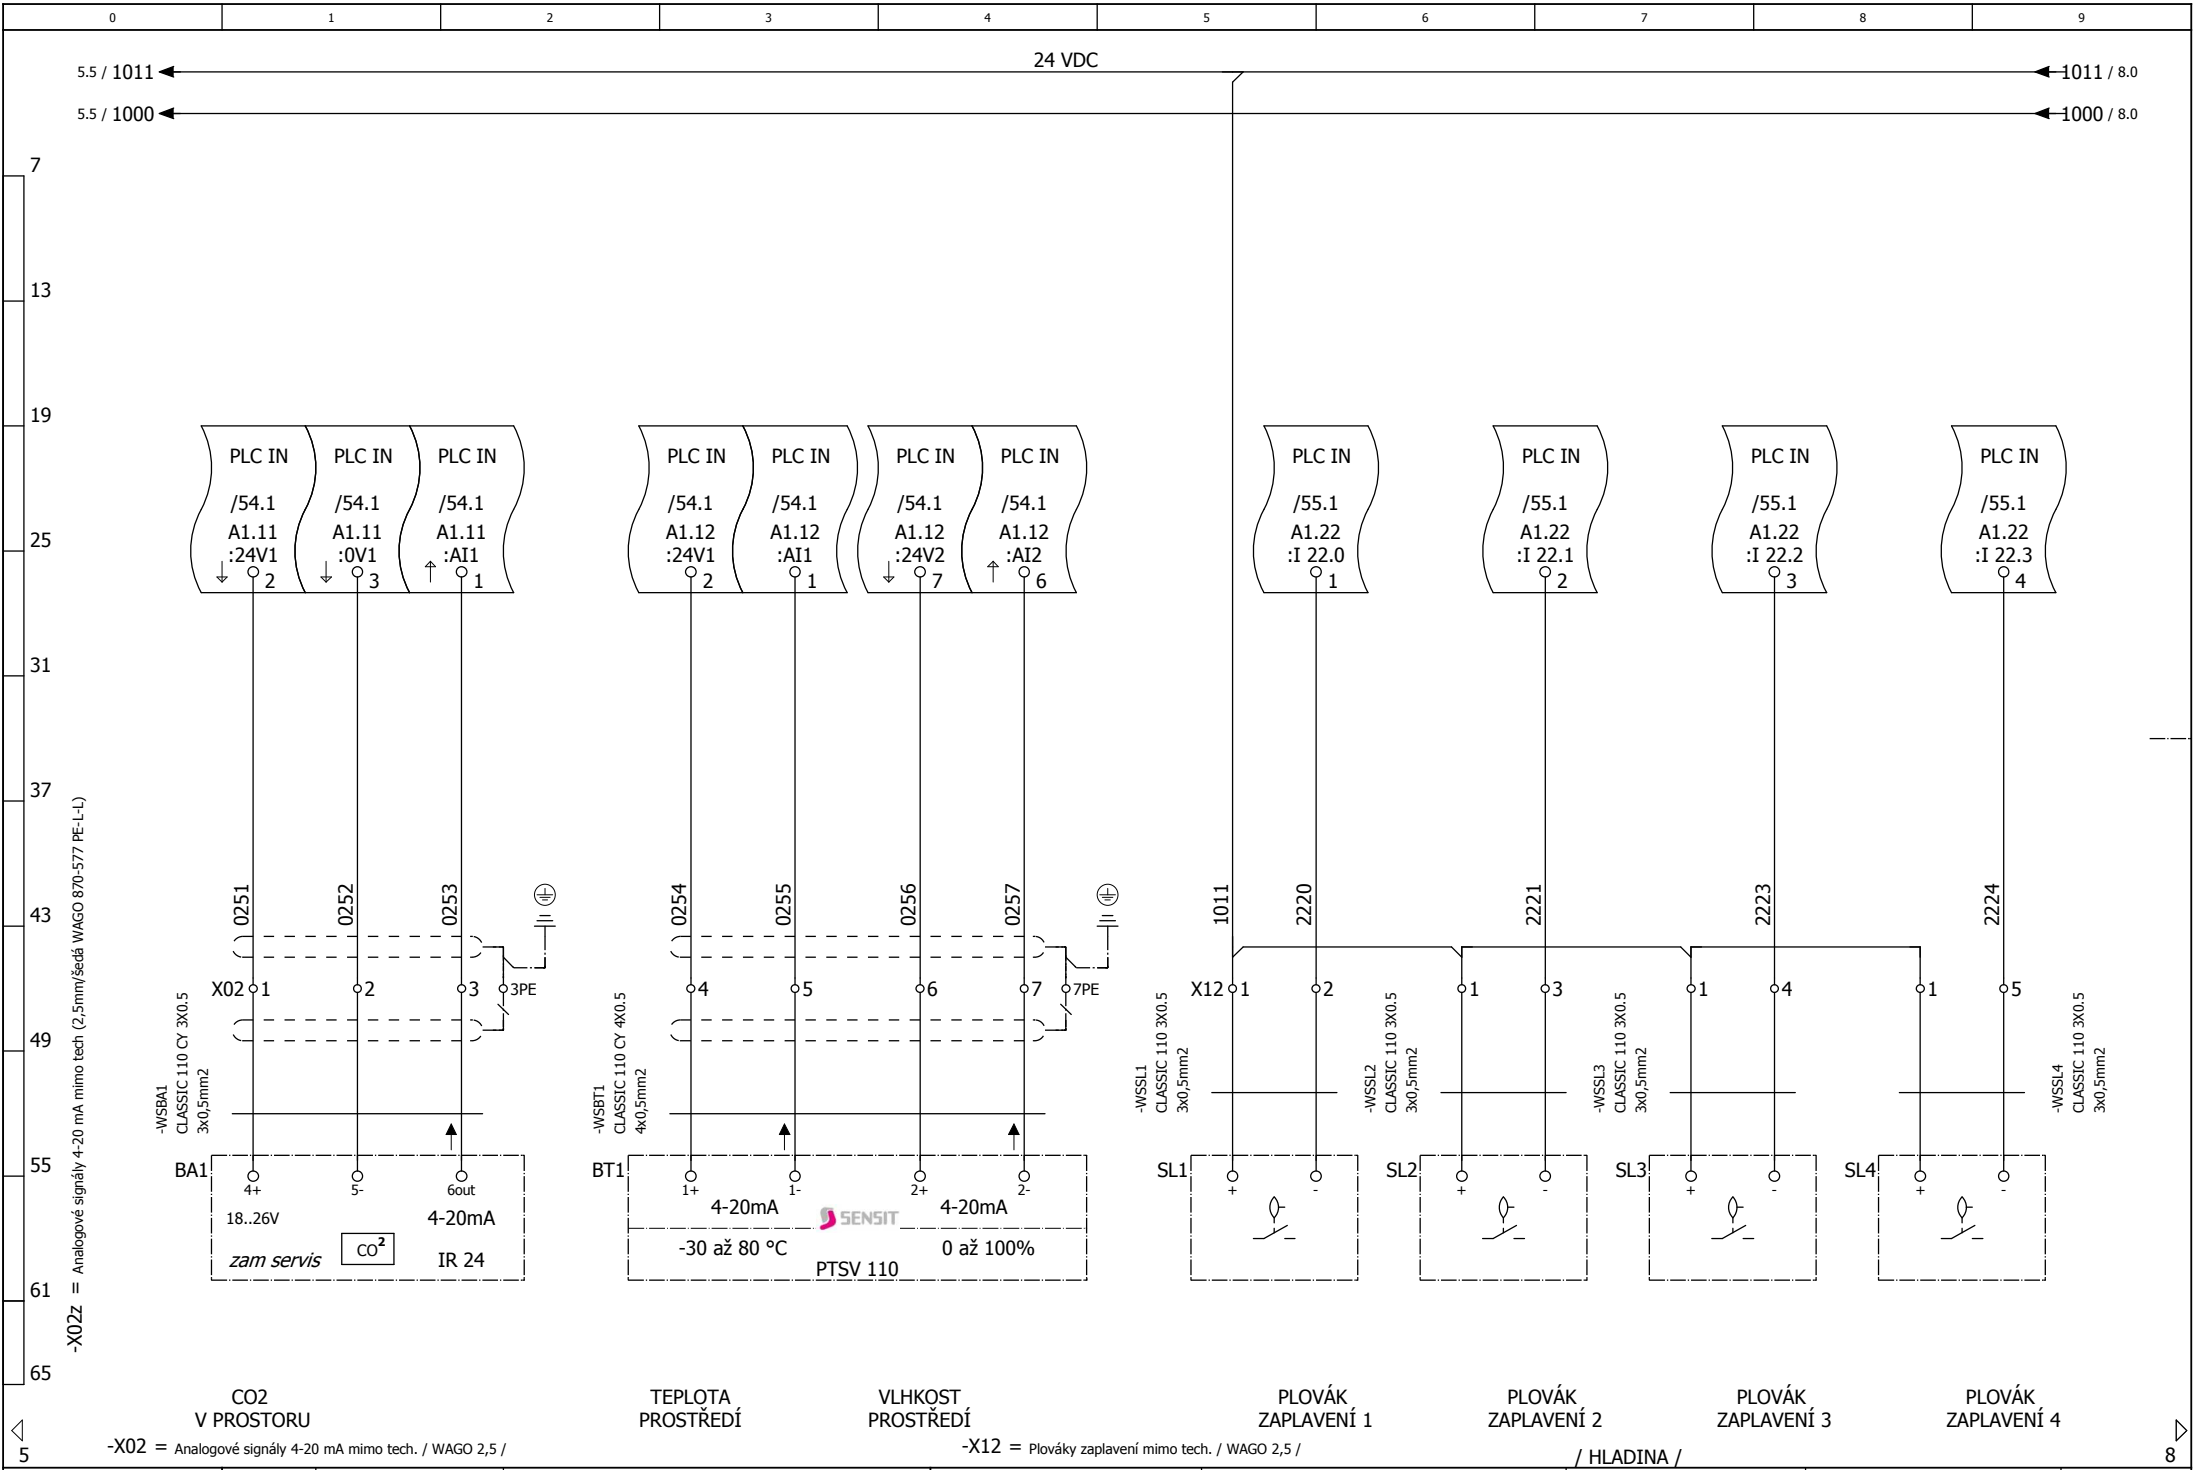 0 1 2 3 4 5 6 7 8 9
24 VDC
5.5 / 1011
1011 / 8.0
5.5 / 1000
1000 / 8.0
7
13
19
25
31
37
43
49
55
61
65
PLC IN PLC IN PLC IN PLC IN PLC IN PLC IN PLC IN PLC IN PLC IN PLC IN PLC IN
/54.1 /54.1 /54.1 /54.1 /54.1 /54.1 /54.1 /55.1 /55.1 /55.1 /55.1
A1.11 A1.11 A1.11 A1.12 A1.12 A1.12 A1.12 A1.22 A1.22 A1.22 A1.22
:24V1 :0V1 :AI1 :24V1 :AI1 :24V2 :AI2 :I 22.0 :I 22.1 :I 22.2 :I 22.3
2 3 1 2 1 7 6 1 2 3 4
0251 0252 0253 0254 0255 0256 0257 1011 2220 2221 2223 2224
X02 1 2 3 3PE 4 5 6 7 7PE X12 1 2 1 3 1 4 1 5
-WSBA1
CLASSIC 110 CY 3X0.5
3x0,5mm2
-WSBT1
CLASSIC 110 CY 4X0.5
4x0,5mm2
-WSSL1
CLASSIC 110 3X0.5
3x0,5mm2
-WSSL2
CLASSIC 110 3X0.5
3x0,5mm2
-WSSL3
CLASSIC 110 3X0.5
3x0,5mm2
-WSSL4
CLASSIC 110 3X0.5
3x0,5mm2
-X02z = Analogové signály 4-20 mA mimo tech (2,5mm/šedá WAGO 870-577 PE-L-L)
BA1
4+ 5- 6out
18..26V 4-20mA
zam servis CO² IR 24
BT1
1+ 1- 2+ 2-
4-20mA SENSIT 4-20mA
-30 až 80 °C 0 až 100%
PTSV 110
SL1
+ -
SL2
+ -
SL3
+ -
SL4
+ -
CO2
V PROSTORU
TEPLOTA
PROSTŘEDÍ
VLHKOST
PROSTŘEDÍ
PLOVÁK
ZAPLAVENÍ 1
PLOVÁK
ZAPLAVENÍ 2
PLOVÁK
ZAPLAVENÍ 3
PLOVÁK
ZAPLAVENÍ 4
-X02 = Analogové signály 4-20 mA mimo tech. / WAGO 2,5 /
-X12 = Plováky zaplavení mimo tech. / WAGO 2,5 /
/ HLADINA /
5
8